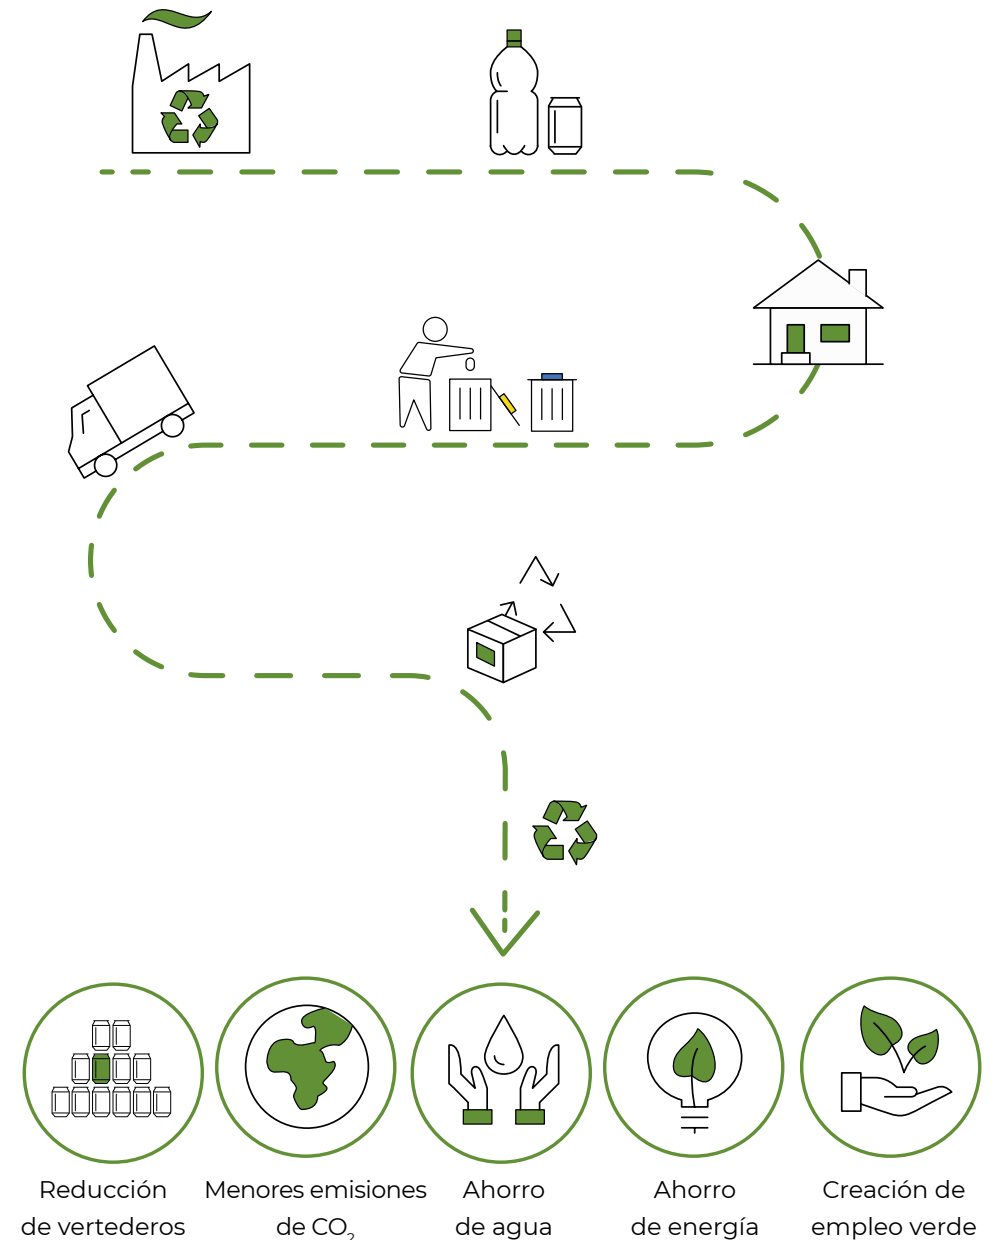 Reducción
de vertederos
Menores emisiones
de CO₂
Ahorro
de agua
Ahorro
de energía
Creación de
empleo verde